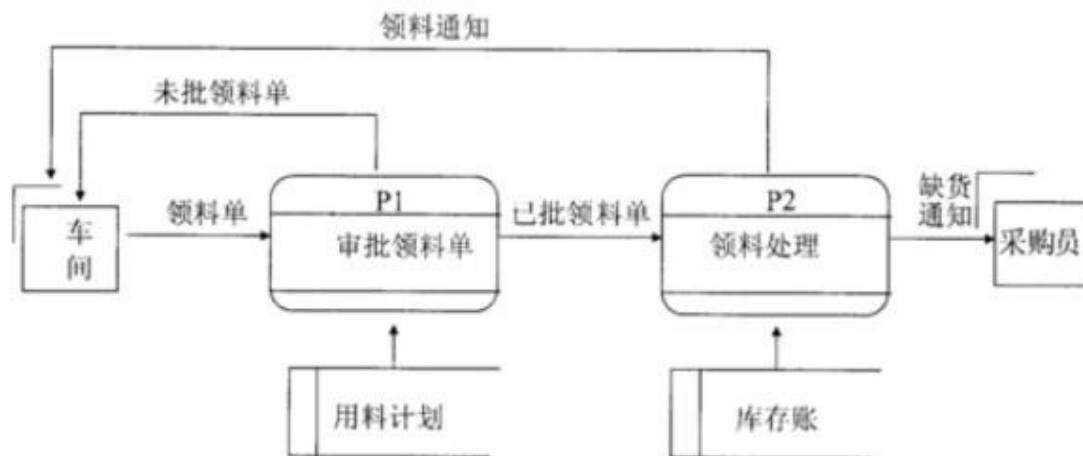 领料通知
未批领料单
P1
P2
缺货
通知
领料单
已批领料单
车
间
审批领料单
领料处理
采购员
用料计划
库存账